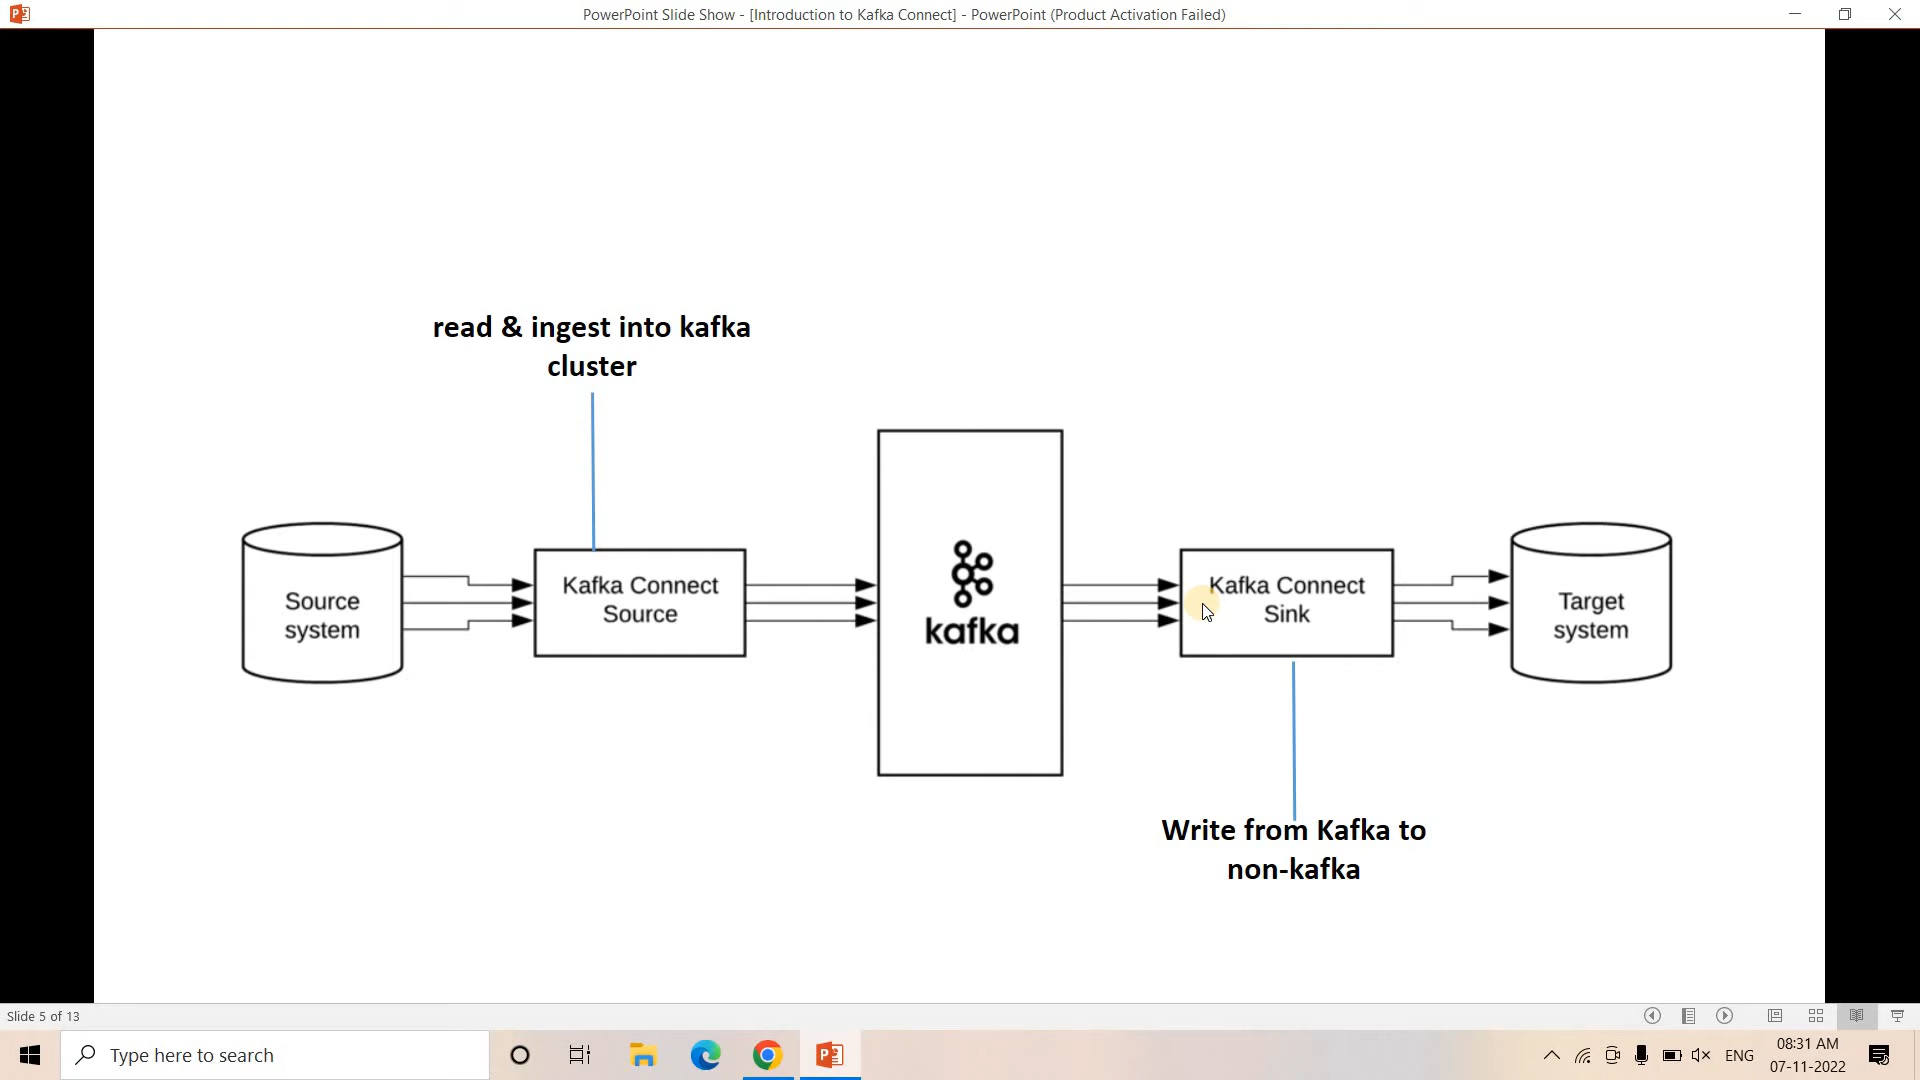 PowerPoint Slide Show - [Introduction to Kafka Connect] - PowerPoint (Product Activation Failed)
read & ingest into kafka
cluster
Source
system
Kafka Connect
Source
kafka
Kafka Connect
Sink
Target
system
Write from Kafka to
non-kafka
Slide 5 of 13
Type here to search
ENG
08:31 AM
07-11-2022